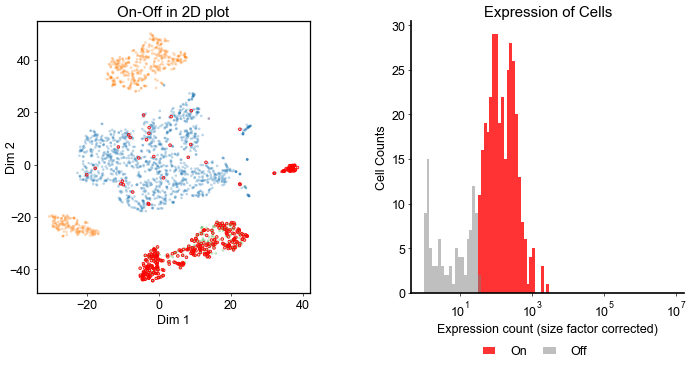 On-Off in 2D plot
Dim 2
40
20
0
−20
−40
−20
0
20
40
Dim 1
Expression of Cells
Cell Counts
30
25
20
15
10
5
0
10^1
10^3
10^5
10^7
Expression count (size factor corrected)
On
Off